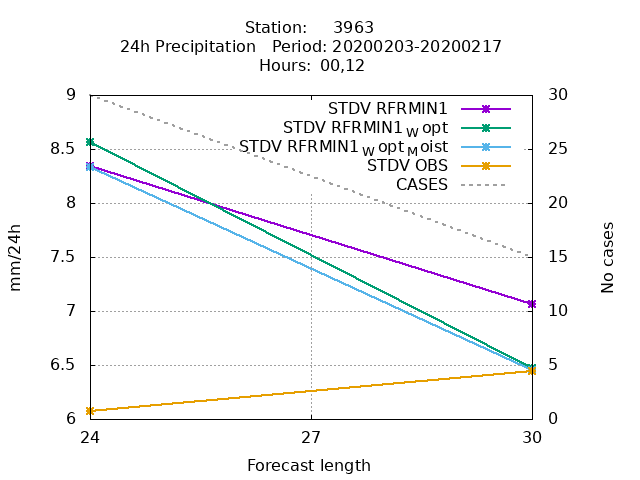 Station:     3963
24h Precipitation   Period: 20200203-20200217
Hours:  00,12
9 30
STDV RFRMIN1
STDV RFRMIN1_W opt
8.5 STDV RFRMIN1_W opt_M oist 25
STDV OBS
CASES
8 20
mm/24h
7.5 15
No cases
7 10
6.5 5
6 0
24 27 30
Forecast length